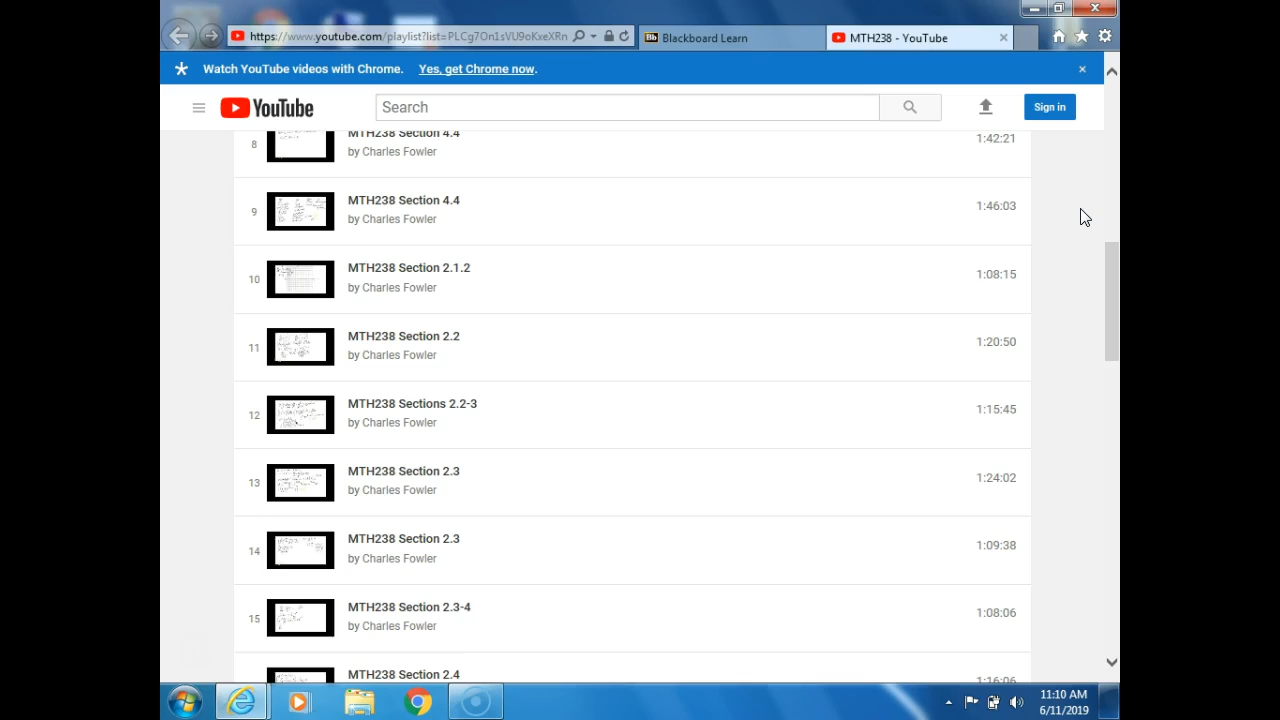 https://www.youtube.com/playlist?list=PLCg7On1sVU9oKxeXRn
Bb Blackboard Learn
MTH238 - YouTube
Watch YouTube videos with Chrome. Yes, get Chrome now.
YouTube
Search
Sign in
8 MTH238 Section 4.4 1:42:21
by Charles Fowler
9 MTH238 Section 4.4 1:46:03
by Charles Fowler
10 MTH238 Section 2.1.2 1:08:15
by Charles Fowler
11 MTH238 Section 2.2 1:20:50
by Charles Fowler
12 MTH238 Sections 2.2-3 1:15:45
by Charles Fowler
13 MTH238 Section 2.3 1:24:02
by Charles Fowler
14 MTH238 Section 2.3 1:09:38
by Charles Fowler
15 MTH238 Section 2.3-4 1:08:06
by Charles Fowler
MTH238 Section 2.4 1:16:06
11:10 AM
6/11/2019